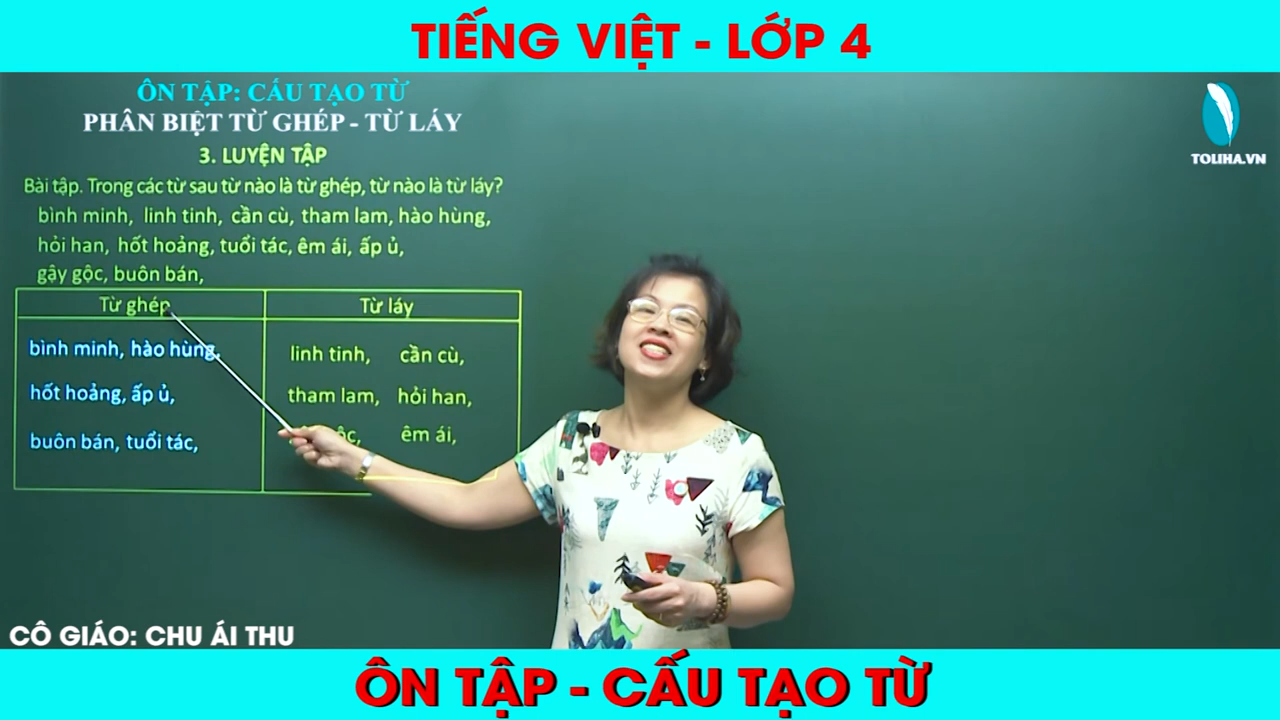 TIẾNG VIỆT - LỚP 4
ÔN TẬP: CẤU TẠO TỪ
PHÂN BIỆT TỪ GHÉP - TỪ LÁY
TOLIHA.VN
3. LUYỆN TẬP
Bài tập. Trong các từ sau từ nào là từ ghép, từ nào là từ láy?
bình minh, linh tinh, cần cù, tham lam, hào hùng,
hỏi han, hốt hoảng, tuổi tác, êm ái, ấp ủ,
gậy gộc, buôn bán,
Từ ghép Từ láy
bình minh, hào hùng, linh tinh, cần cù,
hốt hoảng, ấp ủ, tham lam, hỏi han,
buôn bán, tuổi tác, êm ái,
CÔ GIÁO: CHU ÁI THU
ÔN TẬP - CẤU TẠO TỪ